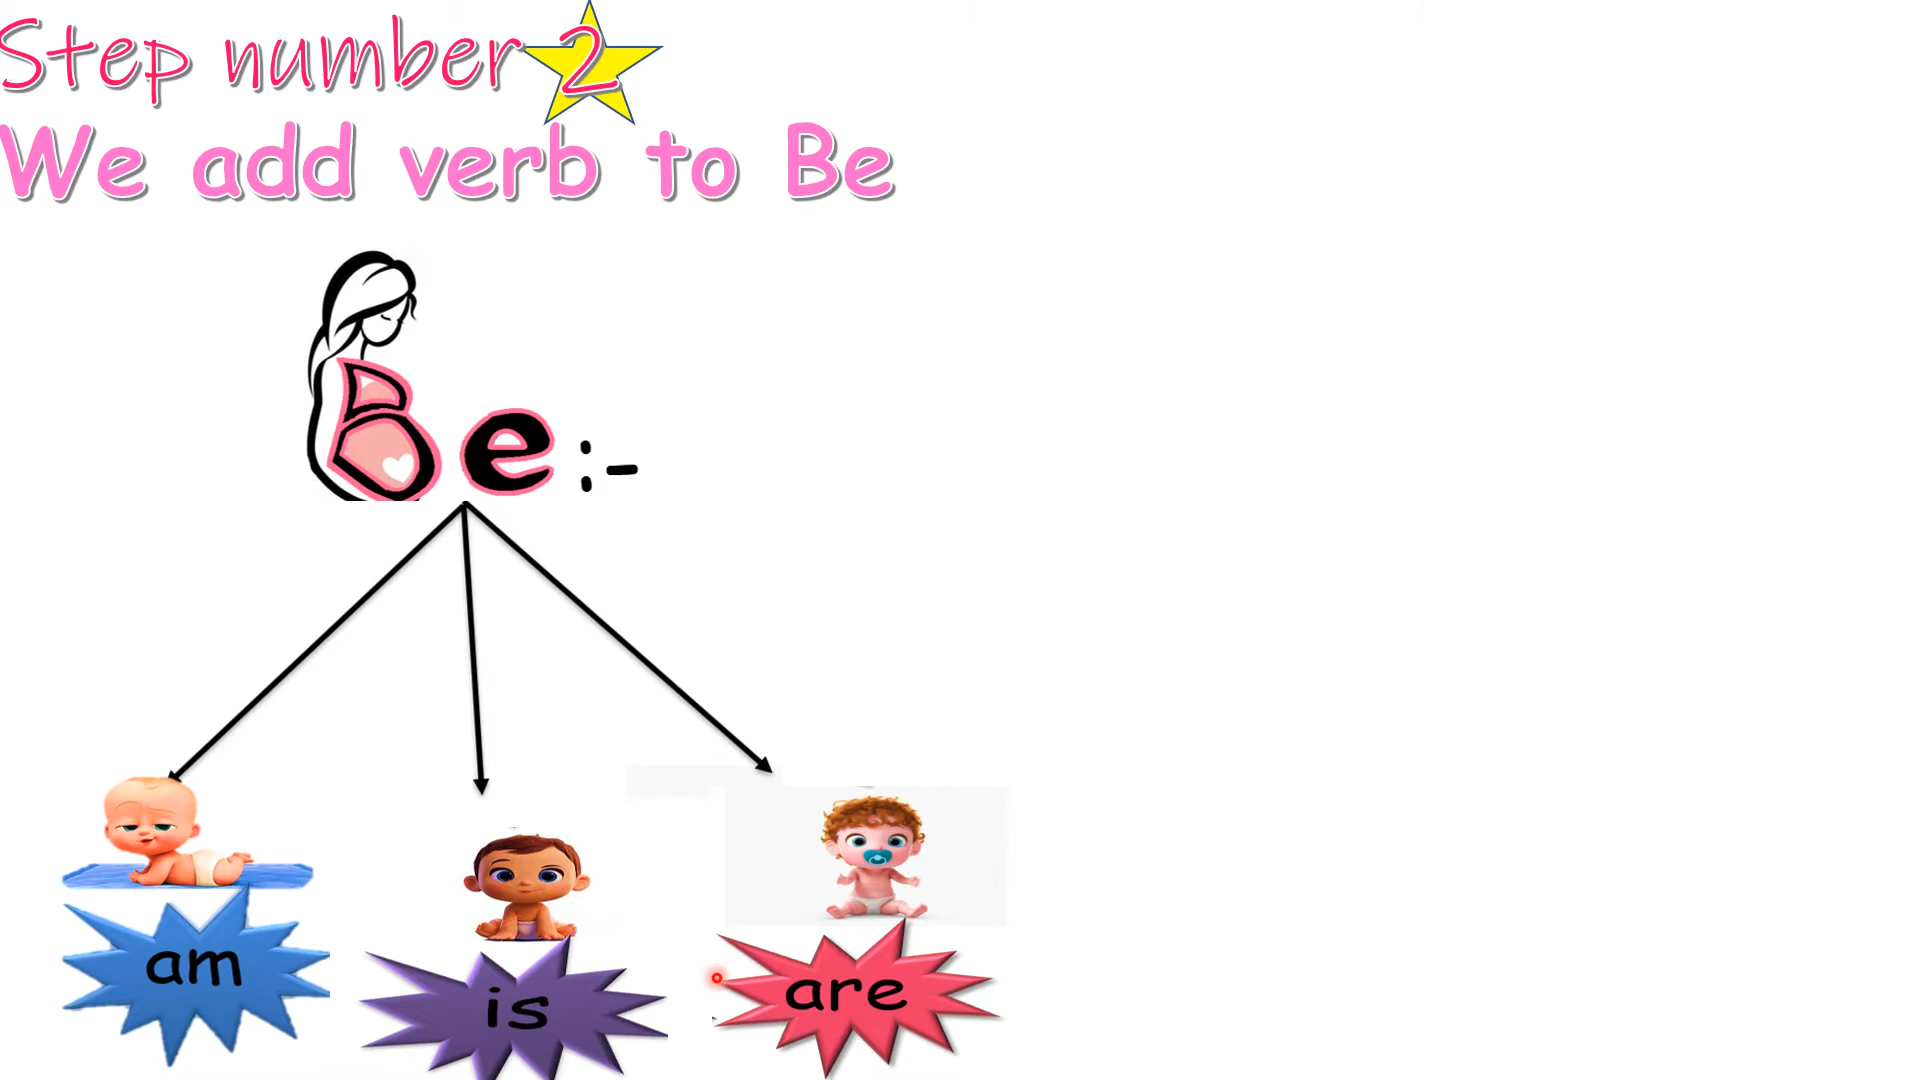 Step number 2
We add verb to Be
Be :-
am
is
are